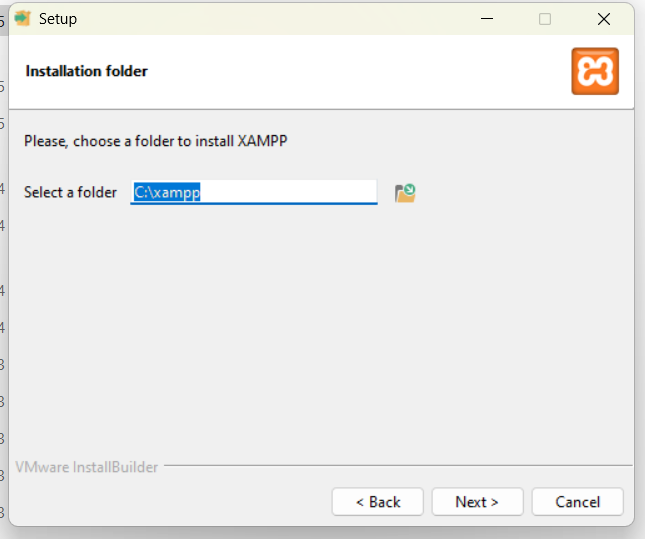 Setup
Installation folder
Please, choose a folder to install XAMPP
Select a folder C:\xampp
VMware InstallBuilder
< Back Next > Cancel